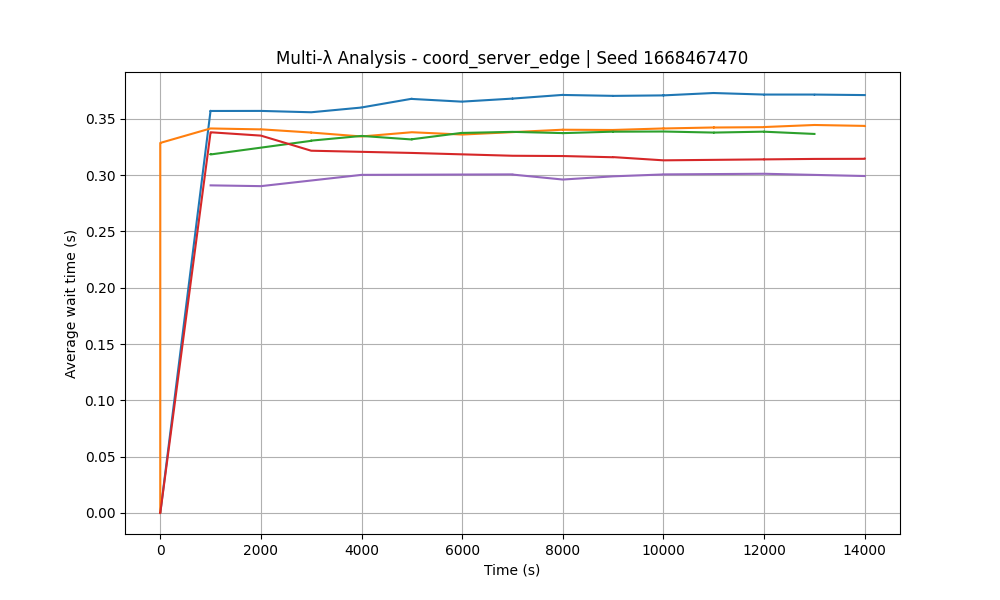 Multi-λ Analysis - coord_server_edge | Seed 1668467470
Average wait time (s)
0.35
0.30
0.25
0.20
0.15
0.10
0.05
0.00
0 2000 4000 6000 8000 10000 12000 14000
Time (s)